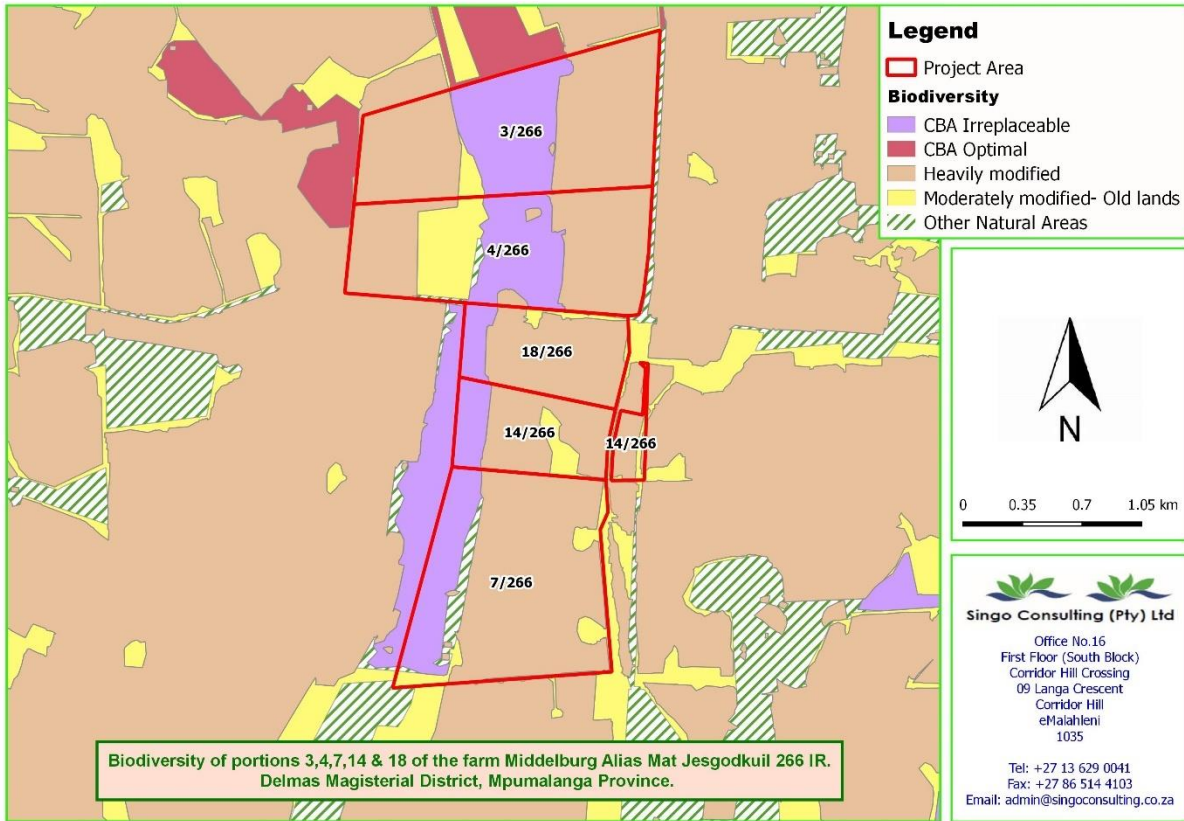 Legend
Project Area
Biodiversity
CBA Irreplaceable
CBA Optimal
Heavily modified
Moderately modified- Old lands
Other Natural Areas
3/266
4/266
18/266
14/266
14/266
7/266
N
0 0.35 0.7 1.05 km
Singo Consulting (Pty) Ltd
Office No.16
First Floor (South Block)
Corridor Hill Crossing
09 Langa Crescent
Corridor Hill
eMalahleni
1035
Tel: +27 13 629 0041
Fax: +27 86 514 4103
Email: admin@singoconsulting.co.za
Biodiversity of portions 3,4,7,14 & 18 of the farm Middelburg Alias Mat Jesgodkuil 266 IR.
Delmas Magisterial District, Mpumalanga Province.